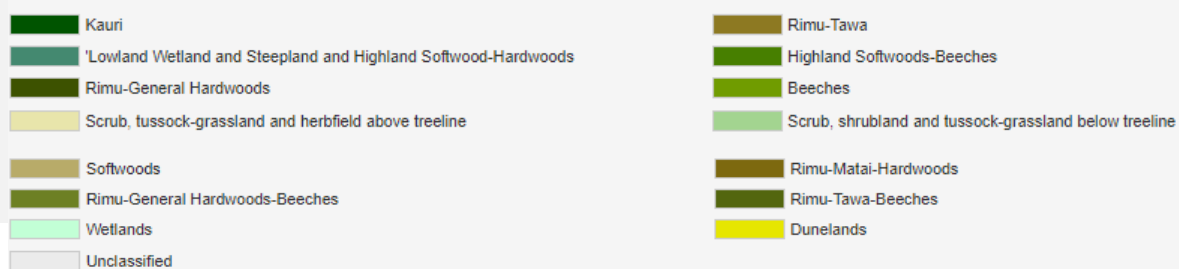 Kauri
Rimu-Tawa
'Lowland Wetland and Steepland and Highland Softwood-Hardwoods
Highland Softwoods-Beeches
Rimu-General Hardwoods
Beeches
Scrub, tussock-grassland and herbfield above treeline
Scrub, shrubland and tussock-grassland below treeline
Softwoods
Rimu-Matai-Hardwoods
Rimu-General Hardwoods-Beeches
Rimu-Tawa-Beeches
Wetlands
Dunelands
Unclassified